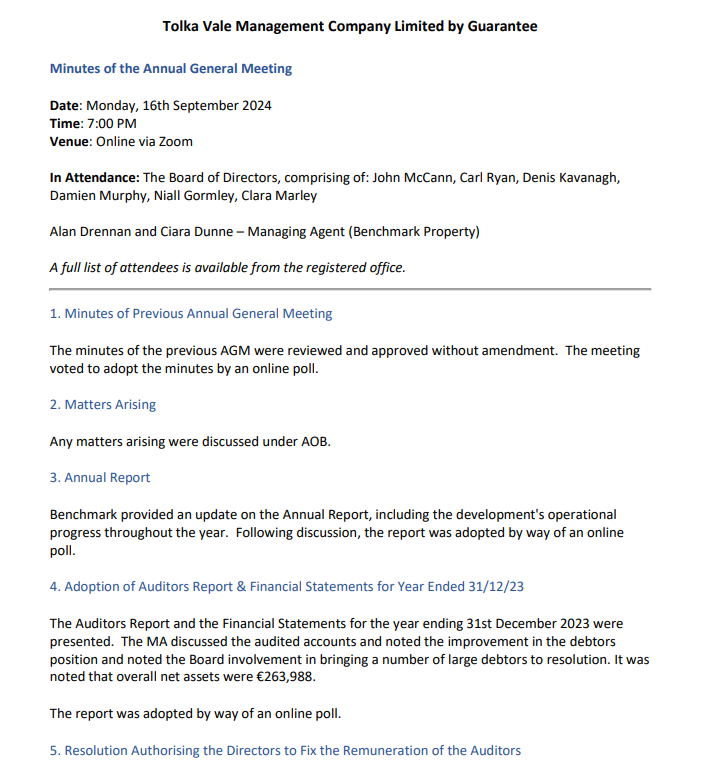 Tolka Vale Management Company Limited by Guarantee
Minutes of the Annual General Meeting
Date: Monday, 16th September 2024
Time: 7:00 PM
Venue: Online via Zoom
In Attendance: The Board of Directors, comprising of: John McCann, Carl Ryan, Denis Kavanagh,
Damien Murphy, Niall Gormley, Clara Marley
Alan Drennan and Ciara Dunne – Managing Agent (Benchmark Property)
A full list of attendees is available from the registered office.
1. Minutes of Previous Annual General Meeting
The minutes of the previous AGM were reviewed and approved without amendment.  The meeting
voted to adopt the minutes by an online poll.
2. Matters Arising
Any matters arising were discussed under AOB.
3. Annual Report
Benchmark provided an update on the Annual Report, including the development's operational
progress throughout the year.  Following discussion, the report was adopted by way of an online
poll.
4. Adoption of Auditors Report & Financial Statements for Year Ended 31/12/23
The Auditors Report and the Financial Statements for the year ending 31st December 2023 were
presented.  The MA discussed the audited accounts and noted the improvement in the debtors
position and noted the Board involvement in bringing a number of large debtors to resolution. It was
noted that overall net assets were €263,988.
The report was adopted by way of an online poll.
5. Resolution Authorising the Directors to Fix the Remuneration of the Auditors